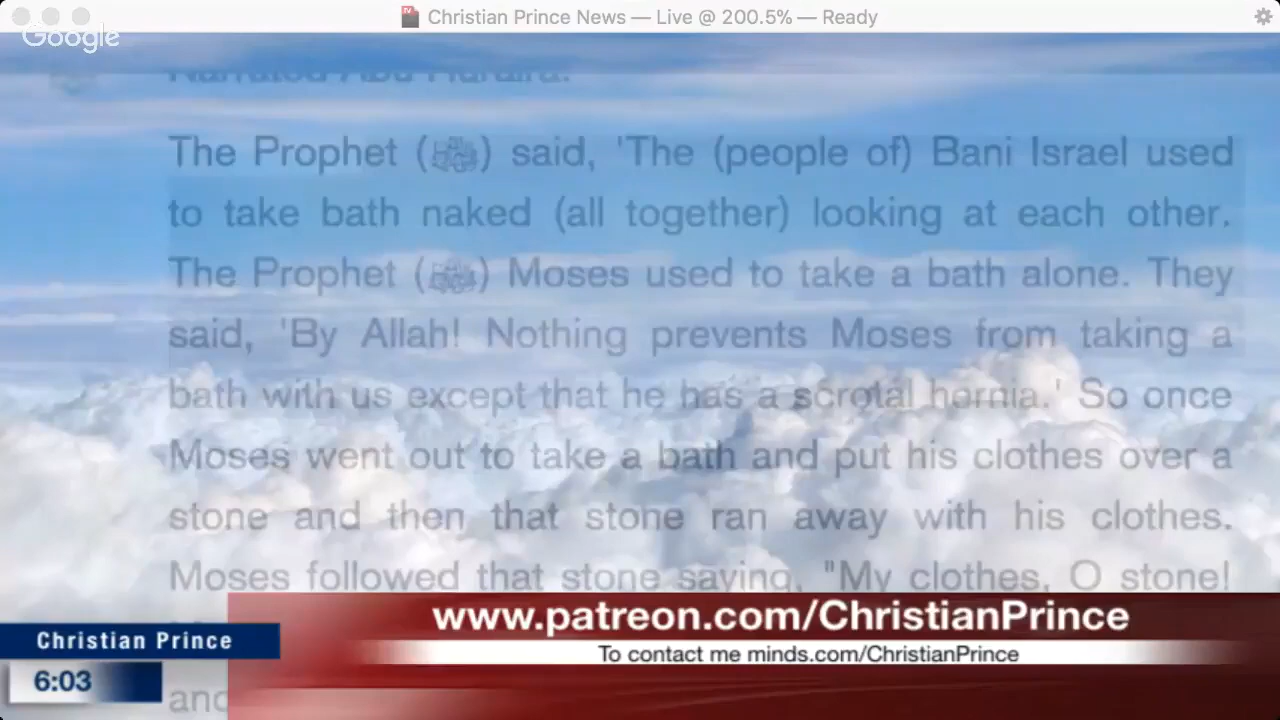 Christian Prince News — Live @ 200.5% — Ready
Google
Narrated Abu Huraira:
The Prophet (ﷺ) said, 'The (people of) Bani Israel used
to take bath naked (all together) looking at each other.
The Prophet (ﷺ) Moses used to take a bath alone. They
said, 'By Allah! Nothing prevents Moses from taking a
bath with us except that he has a scrotal hernia.' So once
Moses went out to take a bath and put his clothes over a
stone and then that stone ran away with his clothes.
Moses followed that stone saying, "My clothes, O stone!
and
www.patreon.com/ChristianPrince
To contact me minds.com/ChristianPrince
Christian Prince
6:03